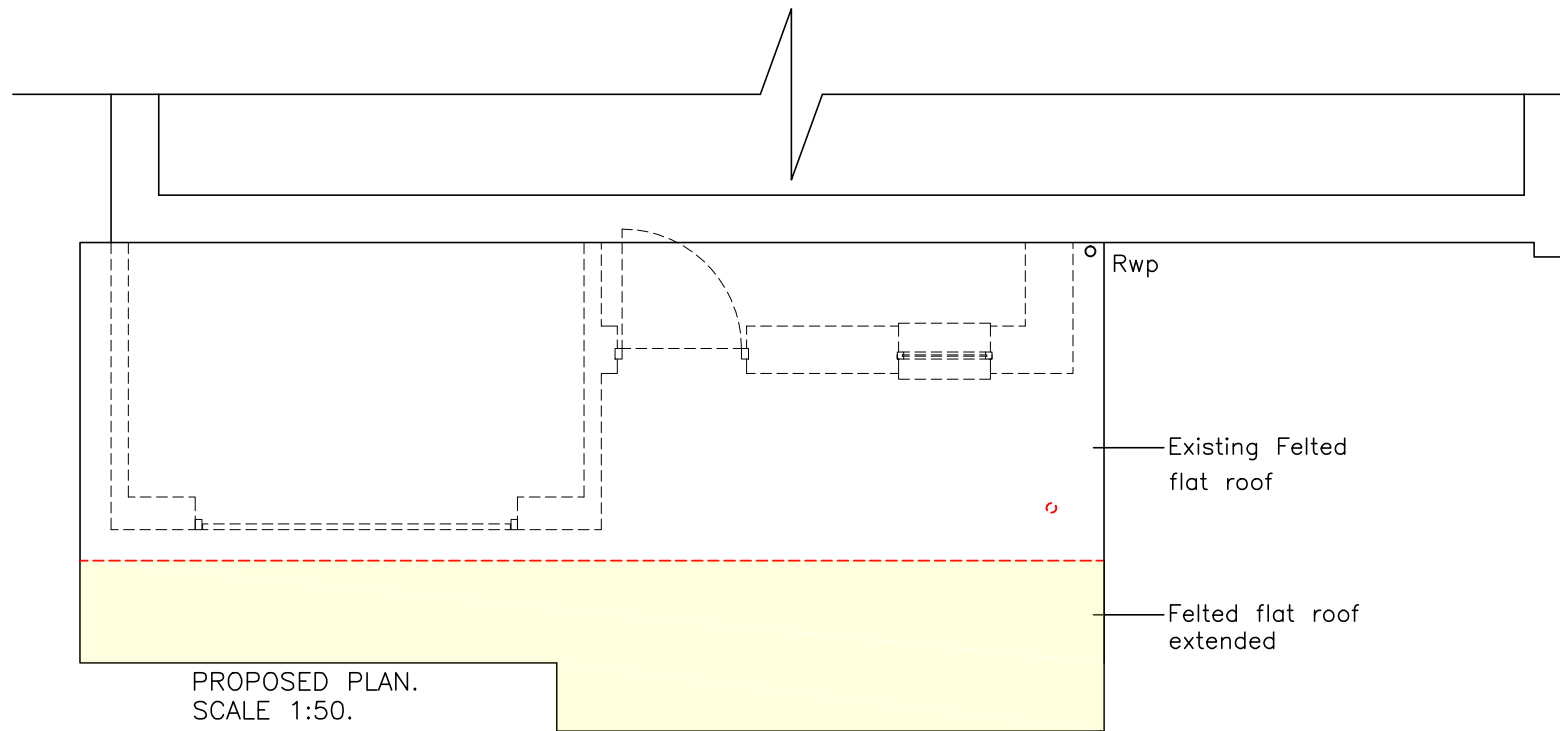 Rwp
Existing Felted
flat roof
Felted flat roof
extended
PROPOSED PLAN.
SCALE 1:50.